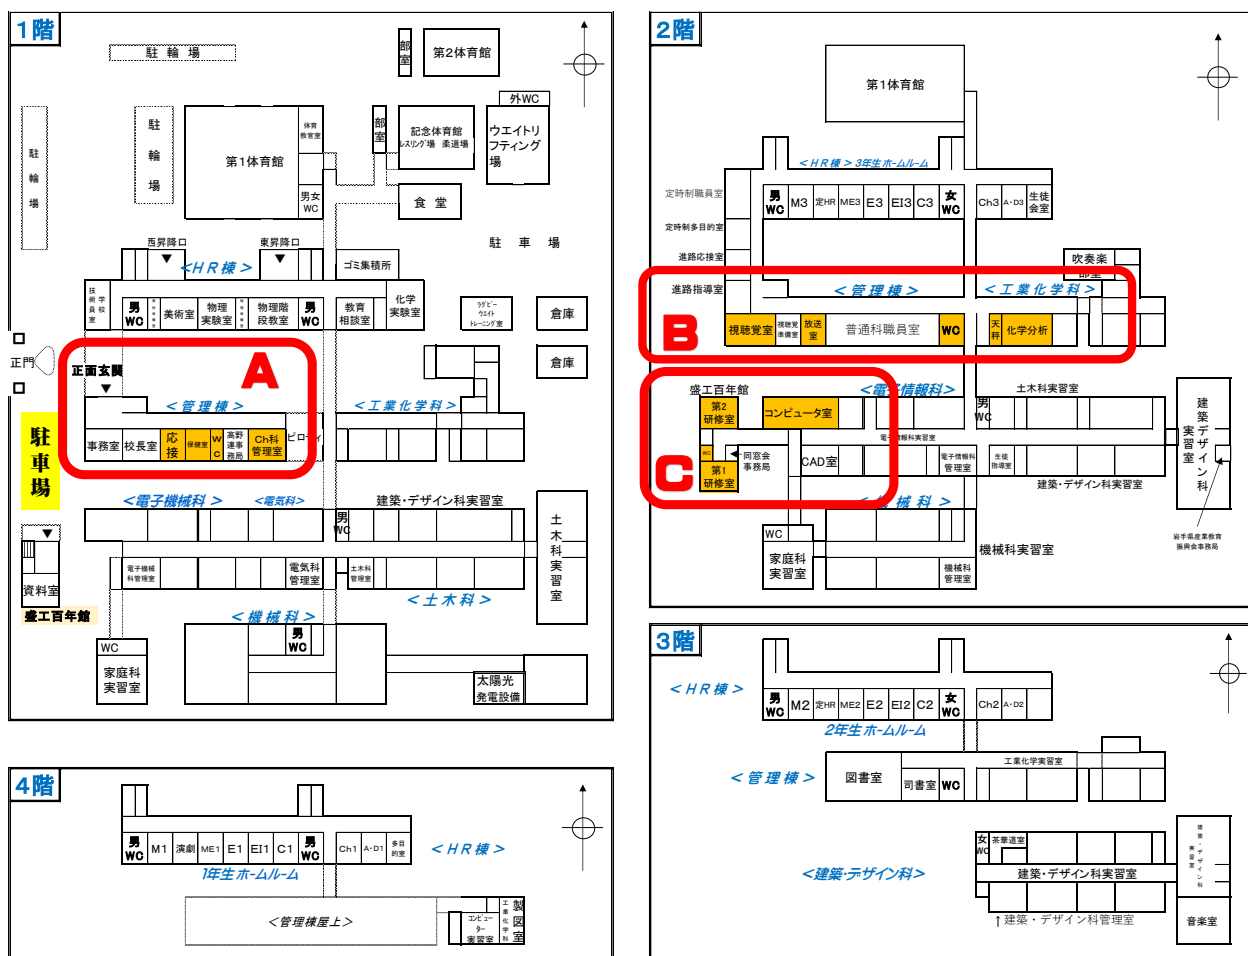 1階
駐輪場
部室
第2体育館
外WC
駐輪場
駐輪場
第1体育館
体育教官室
部室
記念体育館
レスリング場 柔道場
ウエイトリフティング場
男女WC
食堂
西昇降口
東昇降口
▼
▼
駐車場
<HR棟>
ゴミ集積所
技術員室
学校
男WC
美術室
物理実験室
物理階段教室
男WC
教育相談室
化学実験室
ラグビーウエイトトレーニング室
倉庫
正門
正面玄関
▼
A
倉庫
<管理棟>
<工業化学科>
事務室
校長室
応接
保健室
WC
高野連事務局
Ch科管理室
ピロティ
駐車場
<電子機械科>
<電気科>
建築・デザイン科実習室
男WC
土木科実習室
▼
電子機械科管理室
電気科管理室
土木科管理室
資料室
盛工百年館
<土木科>
<機械科>
男WC
WC
家庭科実習室
太陽光発電設備
2階
第1体育館
<HR棟>3年生ホームルーム
定時制職員室
男WC
M3
定HR
ME3
E3
EI3
C3
女WC
Ch3
A・D3
生徒会室
定時制多目的室
進路応接室
吹奏楽部室
進路指導室
<管理棟>
<工業化学科>
B
視聴覚室
視聴覚準備室
放送室
普通科職員室
WC
天秤
化学分析
盛工百年館
<電子情報科>
土木科実習室
第2研修室
コンピュータ室
男WC
建築デザイン科実習室
電子情報科実習室
WC
同窓会事務局
CAD室
電子情報科管理室
生徒指導室
C
第1研修室
建築・デザイン科実習室
<機械科>
岩手県産業教育振興会事務局
WC
家庭科実習室
機械科実習室
機械科管理室
3階
<HR棟>
男WC
M2
定HR
ME2
E2
EI2
C2
女WC
Ch2
A・D2
2年生ホームルーム
<管理棟>
図書室
司書室
WC
工業化学実習室
女WC
茶華道室
建築・デザイン科実習室
<建築・デザイン科>
建築・デザイン科実習室
↑建築・デザイン科管理室
音楽室
4階
男WC
M1
演劇
ME1
E1
EI1
C1
男WC
Ch1
A・D1
多目的室
<HR棟>
1年生ホームルーム
<管理棟屋上>
コンピューター実習室
工業化学科
製図室